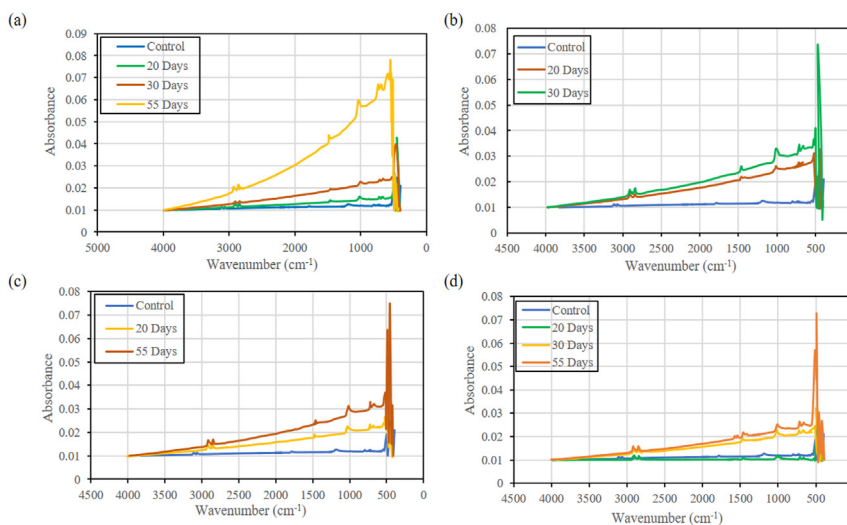 (a)
0.09
0.08
0.07
0.06
0.05
0.04
0.03
0.02
0.01
0
Absorbance
Control
20 Days
30 Days
55 Days
5000 4000 3000 2000 1000 0
Wavenumber (cm-1)
(b)
0.08
0.07
0.06
0.05
0.04
0.03
0.02
0.01
0
Absorbance
Control
20 Days
30 Days
4500 4000 3500 3000 2500 2000 1500 1000 500
Wavenumber (cm-1)
(c)
0.08
0.07
0.06
0.05
0.04
0.03
0.02
0.01
0
Absorbance
Control
20 Days
55 Days
4500 4000 3500 3000 2500 2000 1500 1000 500 0
Wavenumber (cm-1)
(d)
0.08
0.07
0.06
0.05
0.04
0.03
0.02
0.01
0
Absorbance
Control
20 Days
30 Days
55 Days
4500 4000 3500 3000 2500 2000 1500 1000 500
Wavenumber (cm-1)